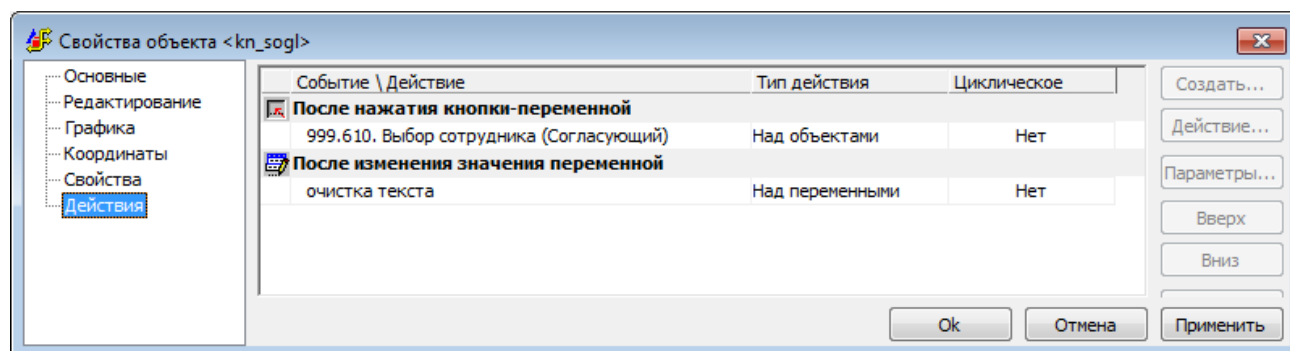 Свойства объекта <kn_sogl>
Основные
Редактирование
Графика
Координаты
Свойства
Действия
Событие \ Действие Тип действия Циклическое
После нажатия кнопки-переменной
999.610. Выбор сотрудника (Согласующий) Над объектами Нет
После изменения значения переменной
очистка текста Над переменными Нет
Создать...
Действие...
Параметры...
Вверх
Вниз
Ok Отмена Применить